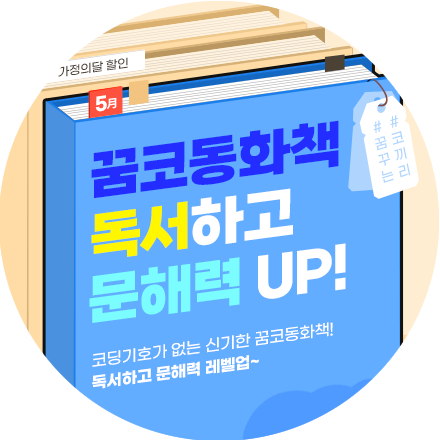 가정의달 할인
5月
꿈코동화책
독서하고
문해력 UP!
코딩기호가 없는 신기한 꿈코동화책!
독서하고 문해력 레벨업~
#꿈꾸는
#코끼리